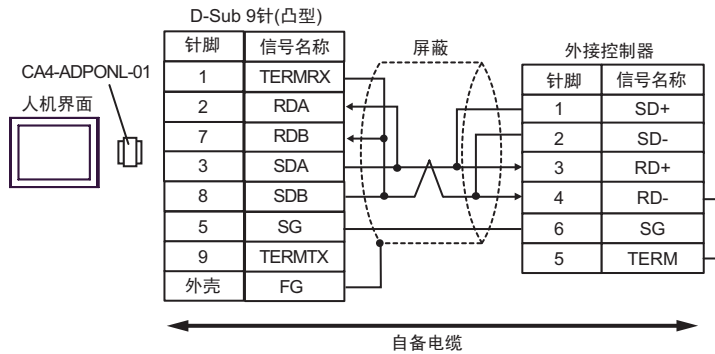 D-Sub 9针(凸型)
屏蔽
外接控制器
CA4-ADPONL-01
人机界面
针脚 信号名称
1 TERMRX
2 RDA
7 RDB
3 SDA
8 SDB
5 SG
9 TERMTX
外壳 FG
针脚 信号名称
1 SD+
2 SD-
3 RD+
4 RD-
6 SG
5 TERM
自备电缆